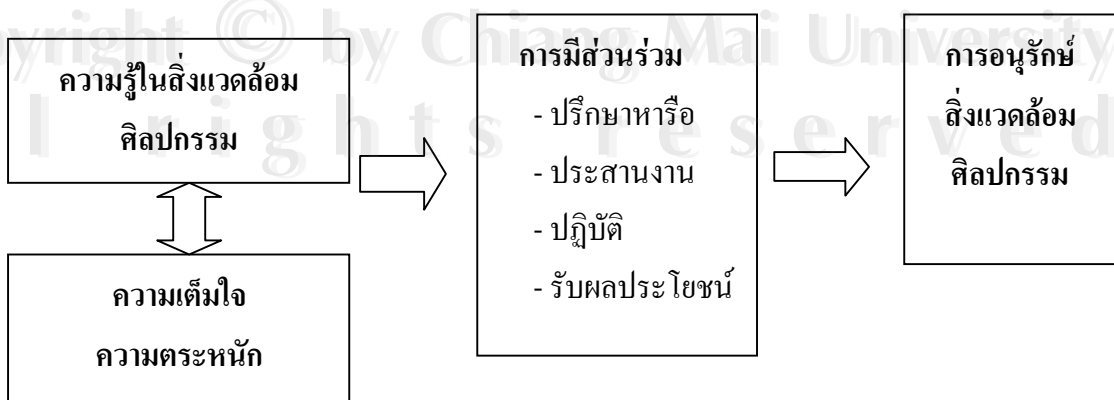 Copyright © by Chiang Mai University
All rights reserved
ความรู้ในสิ่งแวดล้อม
ศิลปกรรม
ความเต็มใจ
ความตระหนัก
การมีส่วนร่วม
- ปรึกษาหารือ
- ประสานงาน
- ปฏิบัติ
- รับผลประโยชน์
การอนุรักษ์
สิ่งแวดล้อม
ศิลปกรรม